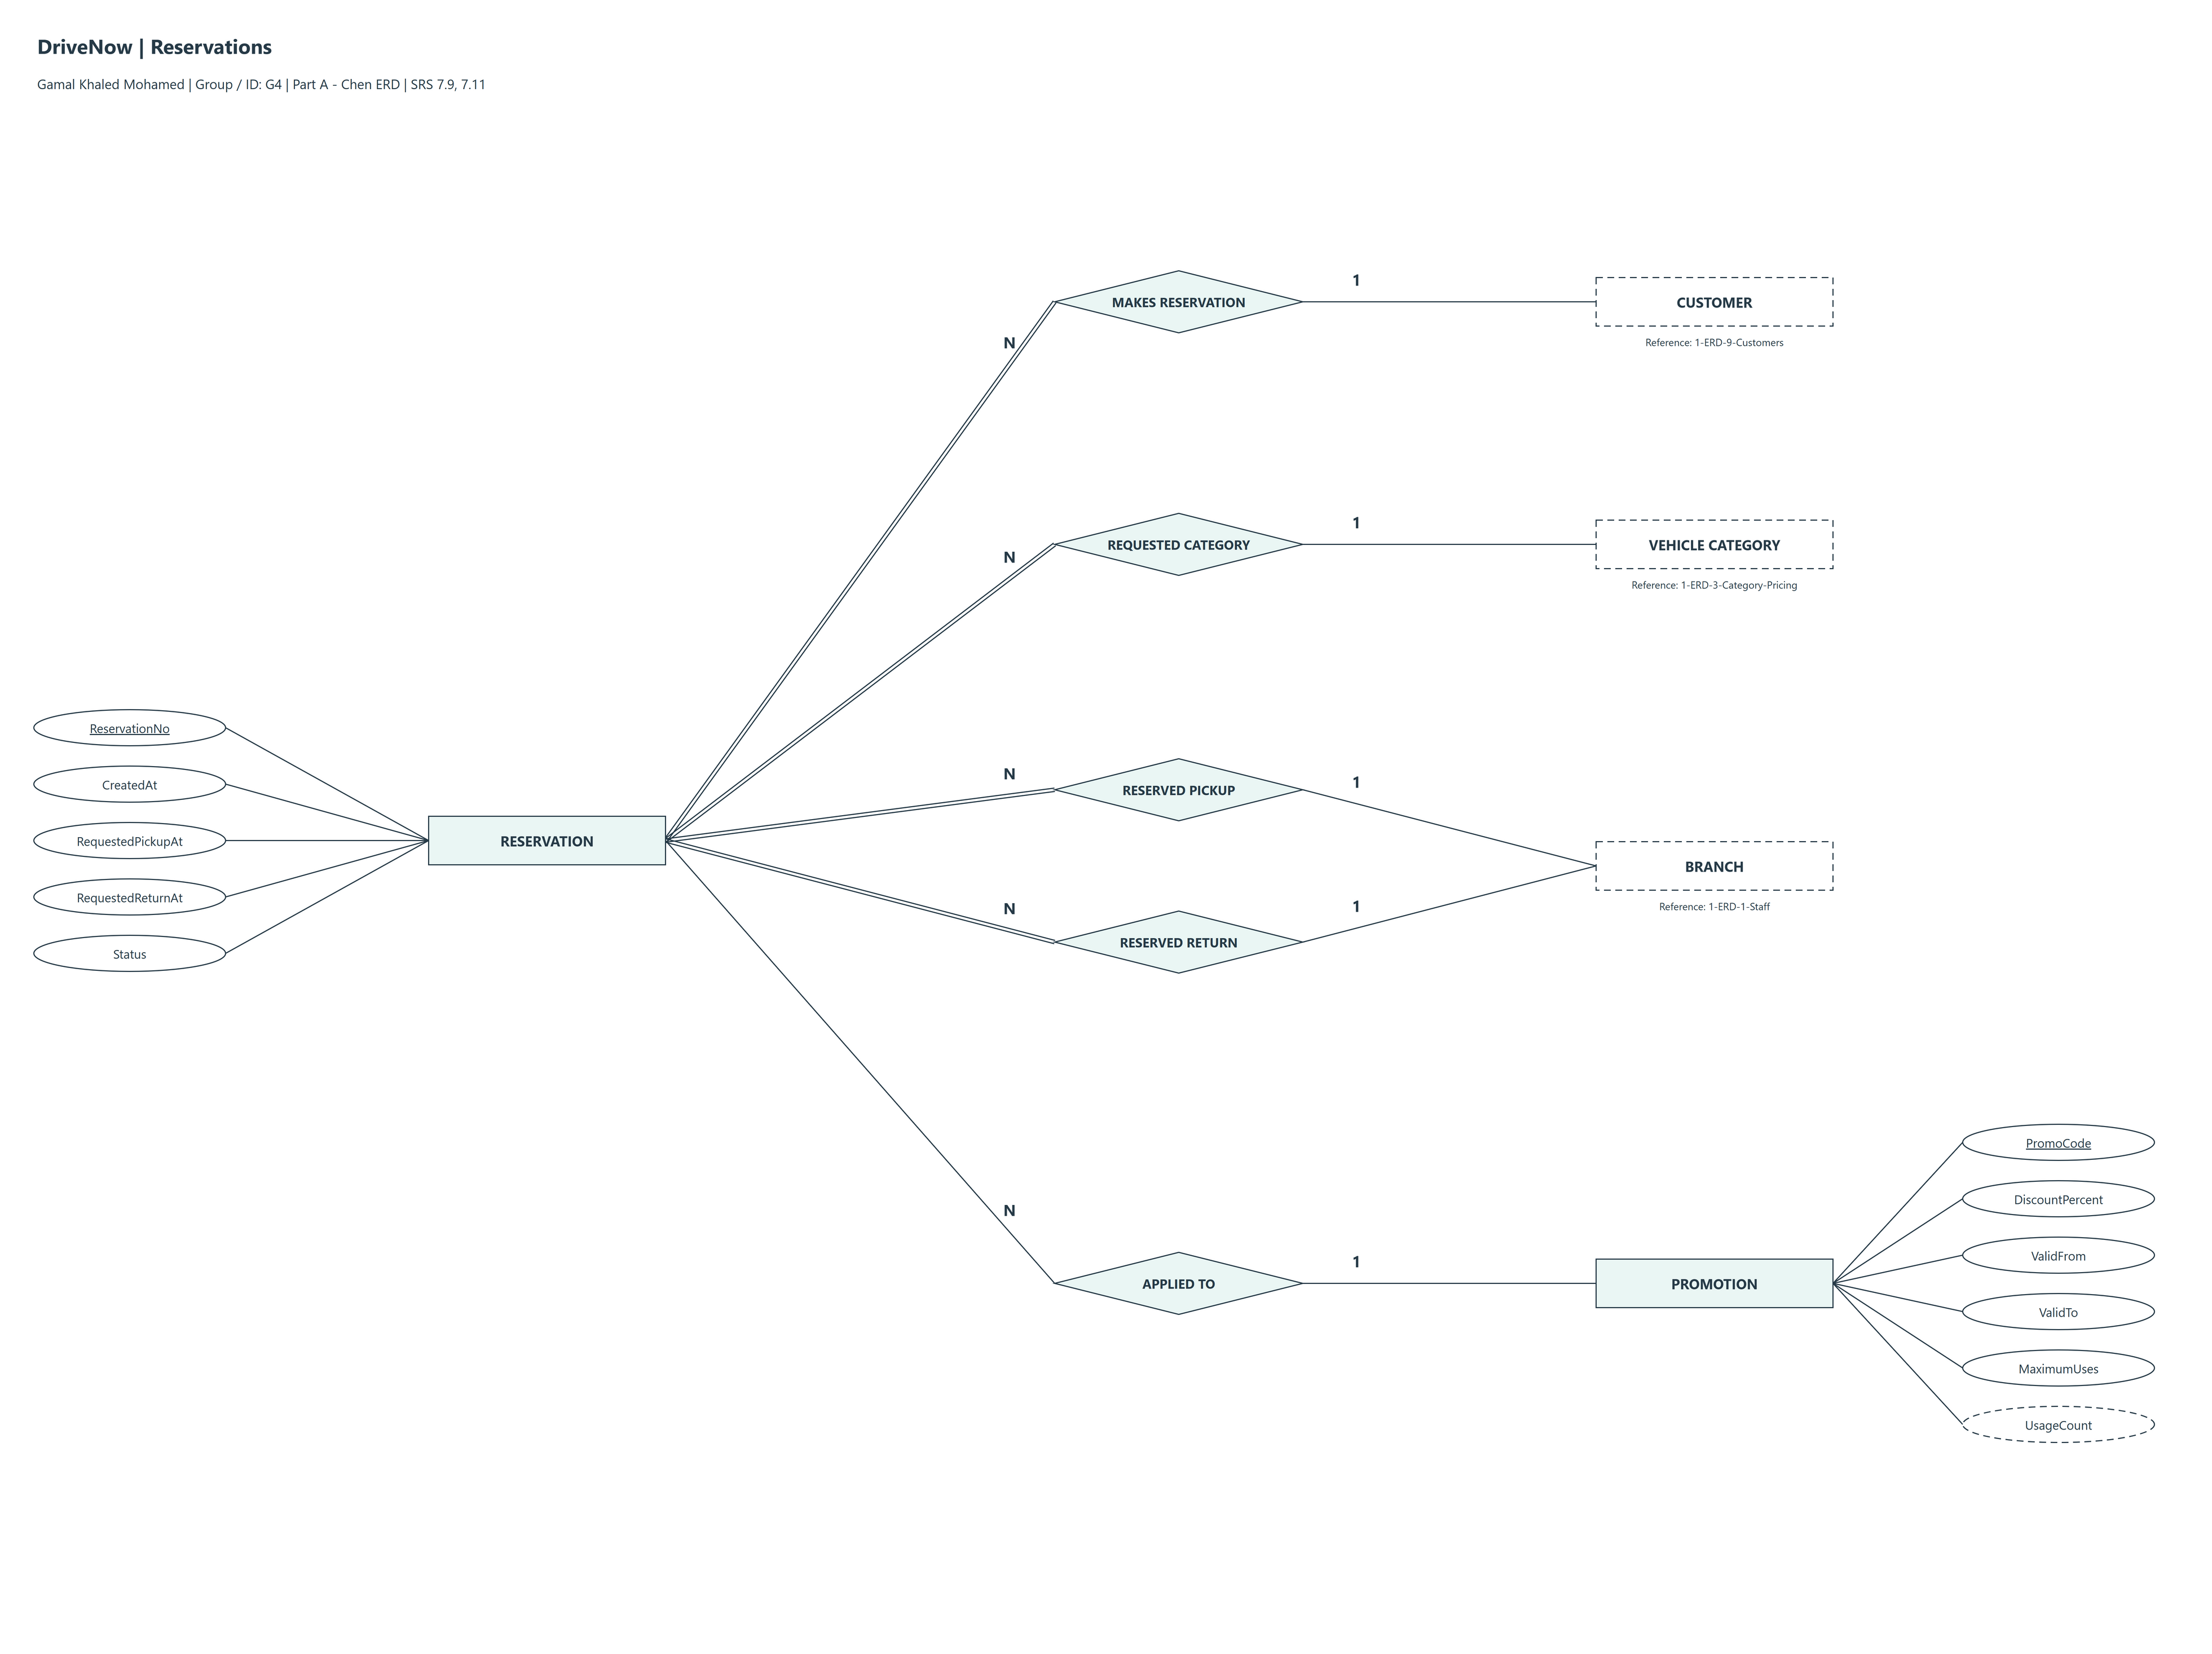 DriveNow | Reservations
Gamal Khaled Mohamed | Group / ID: G4 | Part A - Chen ERD | SRS 7.9, 7.11
MAKES RESERVATION
1
CUSTOMER
N
Reference: 1-ERD-9-Customers
REQUESTED CATEGORY
1
VEHICLE CATEGORY
N
Reference: 1-ERD-3-Category-Pricing
ReservationNo
CreatedAt
RequestedPickupAt
RequestedReturnAt
Status
RESERVATION
N
RESERVED PICKUP
1
BRANCH
Reference: 1-ERD-1-Staff
N
RESERVED RETURN
1
N
APPLIED TO
1
PROMOTION
PromoCode
DiscountPercent
ValidFrom
ValidTo
MaximumUses
UsageCount